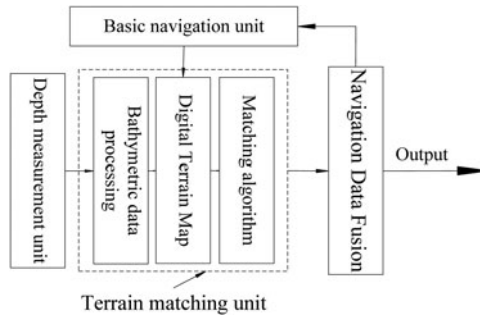 Basic navigation unit
Depth measurement unit
Bathymetric data
processing
Digital Terrain Map
Matching algorithm
Navigation Data Fusion
Output
Terrain matching unit